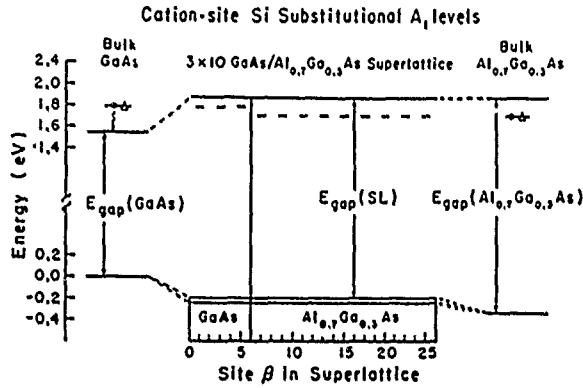 Cation-site Si Substitutional A₁ levels
Bulk
GaAs
3×10 GaAs/Al₀.₇Ga₀.₃As Superlattice
Bulk
Al₀.₇Ga₀.₃As
Energy (eV)
2.4
2.0
1.8
1.6
1.4
0.2
0.0
-0.2
-0.4
E gap (GaAs)
E gap (SL)
E gap (Al₀.₇Ga₀.₃As)
GaAs
Al₀.₇Ga₀.₃As
0 5 10 15 20 25
Site β in Superlattice